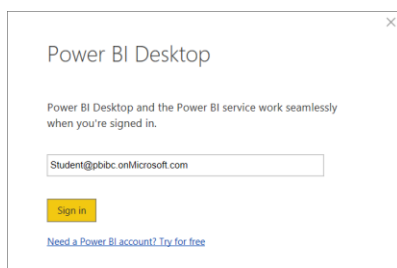 Power BI Desktop
Power BI Desktop and the Power BI service work seamlessly
when you're signed in.
Student@pbibc.onMicrosoft.com
Sign in
Need a Power BI account? Try for free